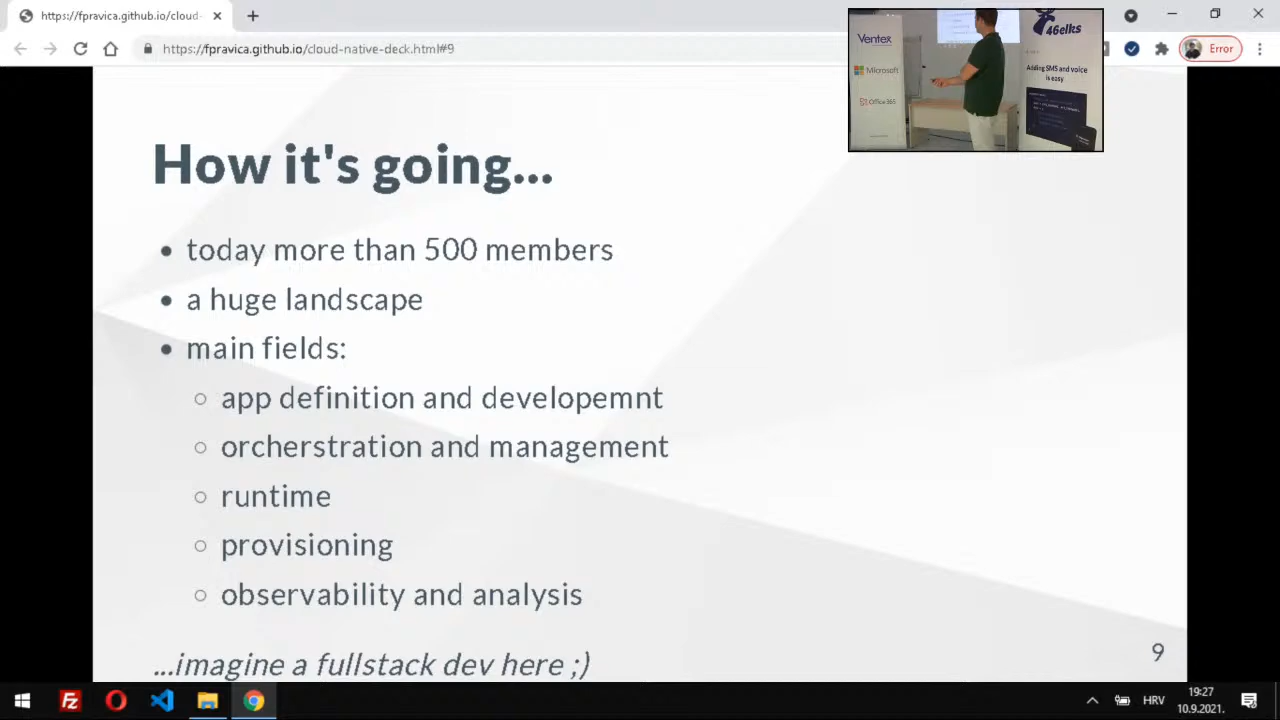 https://fpravica.github.io/cloud-
https://fpravica.github.io/cloud-native-deck.html#9
Error
Ventex
Microsoft
Office 365
46elks
Adding SMS and voice
is easy
How it's going...
today more than 500 members
a huge landscape
main fields:
app definition and developemnt
orcherstration and management
runtime
provisioning
observability and analysis
...imagine a fullstack dev here ;)
9
HRV
19:27
10.9.2021.